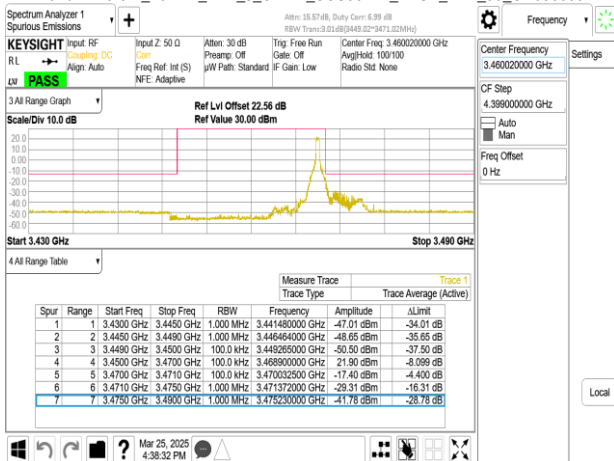 Spectrum Analyzer 1
Spurious Emissions
Attn: 15.57dB, Duty Corr: 6.99 dB
RBW Trans:3.01dB(3449.02~3471.02MHz)
Frequency
KEYSIGHT Input: RF Input Z: 50 Ω Atten: 30 dB Trig: Free Run Center Freq: 3.460020000 GHz
RL Coupling: DC Corr Preamp: Off Gate: Off Avg|Hold: 100/100
Align: Auto Freq Ref: Int (S) µW Path: Standard IF Gain: Low Radio Std: None
LXI PASS NFE: Adaptive
Center Frequency
3.460020000 GHz
Settings
CF Step
4.399000000 GHz
Auto
Man
Freq Offset
0 Hz
3 All Range Graph
Ref Lvl Offset 22.56 dB
Scale/Div 10.0 dB Ref Value 30.00 dBm
20.0
10.0
0.00
-10.0
-20.0
-30.0
-40.0
-50.0
-60.0
Start 3.430 GHz Stop 3.490 GHz
4 All Range Table
Measure Trace Trace 1
Trace Type Trace Average (Active)
Spur Range Start Freq Stop Freq RBW Frequency Amplitude ΔLimit
1 1 3.4300 GHz 3.4450 GHz 1.000 MHz 3.441480000 GHz -47.01 dBm -34.01 dB
2 2 3.4450 GHz 3.4490 GHz 1.000 MHz 3.446464000 GHz -48.65 dBm -35.65 dB
3 3 3.4490 GHz 3.4500 GHz 100.0 kHz 3.449265000 GHz -50.50 dBm -37.50 dB
4 4 3.4500 GHz 3.4700 GHz 100.0 kHz 3.468900000 GHz 21.90 dBm -8.099 dB
5 5 3.4700 GHz 3.4710 GHz 100.0 kHz 3.470032500 GHz -17.40 dBm -4.400 dB
6 6 3.4710 GHz 3.4750 GHz 1.000 MHz 3.471372000 GHz -29.31 dBm -16.31 dB
7 7 3.4750 GHz 3.4900 GHz 1.000 MHz 3.475230000 GHz -41.78 dBm -28.78 dB
Local
Mar 25, 2025
4:38:32 PM